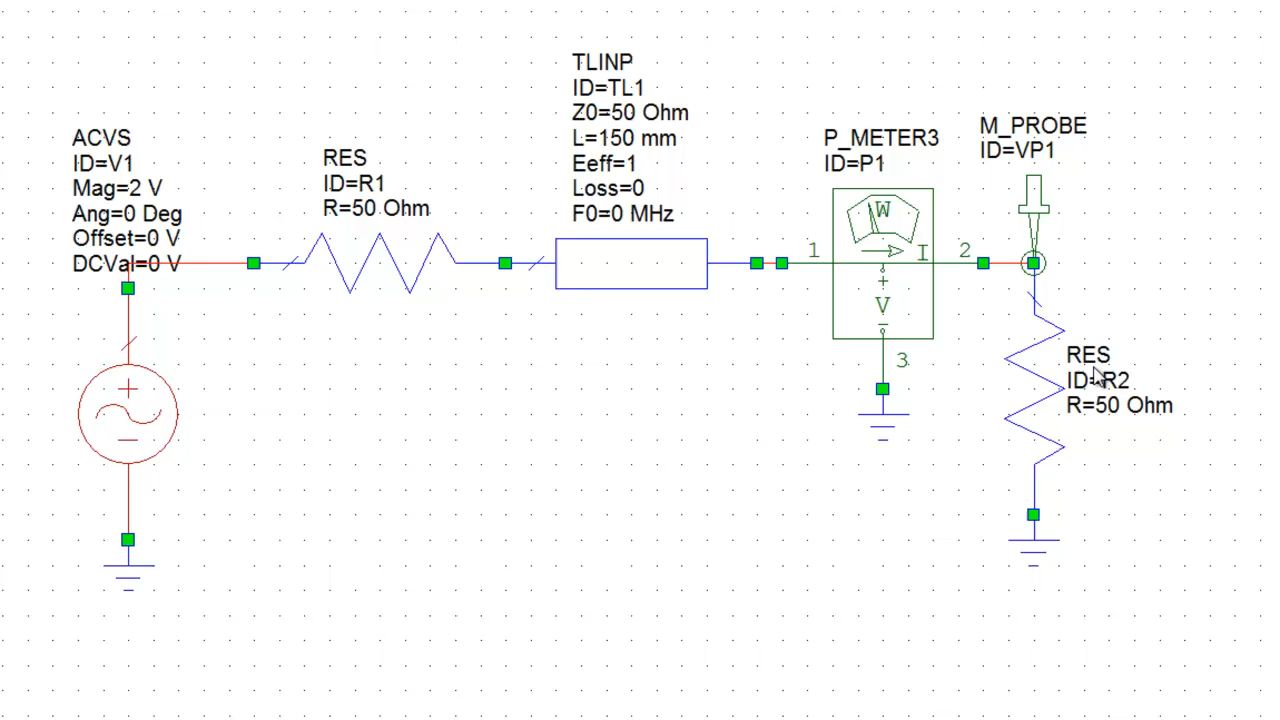 TLINP
ID=TL1
Z0=50 Ohm
L=150 mm
Eeff=1
Loss=0
F0=0 MHz
ACVS
ID=V1
Mag=2 V
Ang=0 Deg
Offset=0 V
DCVal=0 V
RES
ID=R1
R=50 Ohm
P_METER3
ID=P1
M_PROBE
ID=VP1
W
1
I
2
+
V
−
3
+
−
RES
ID=R2
R=50 Ohm